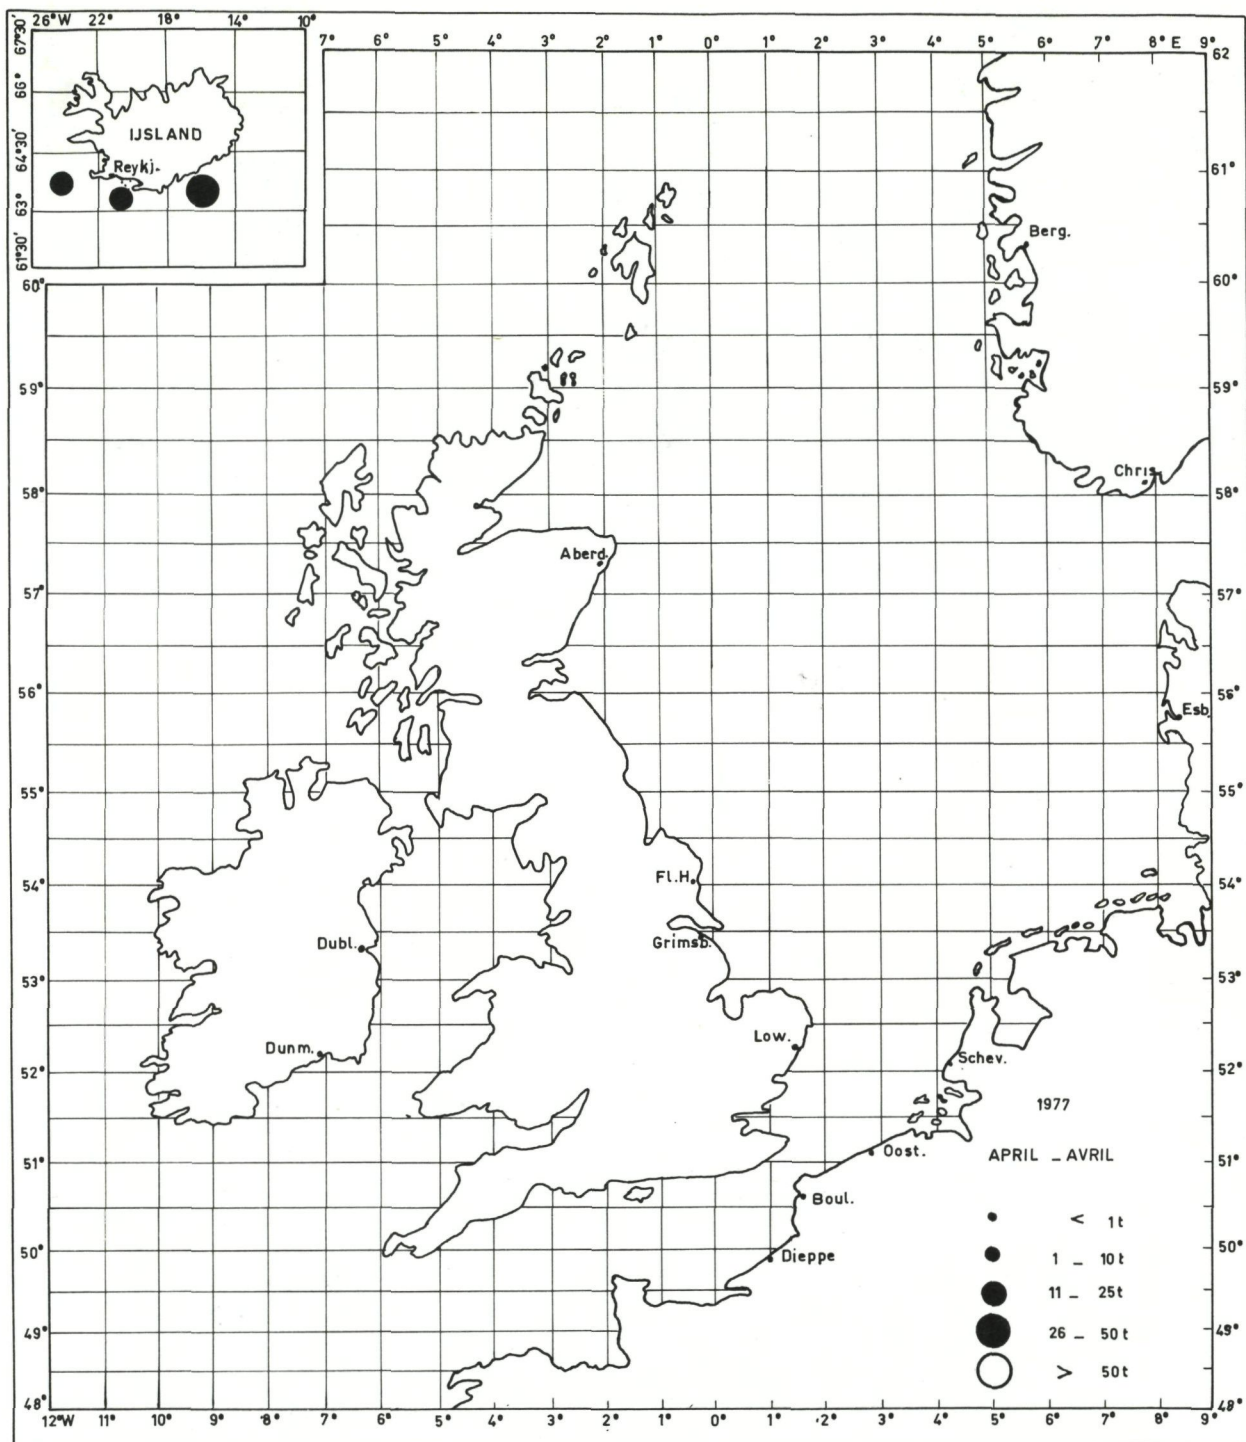 26°W 22° 18° 14° 10°
67°30' 66° 64°30' 63° 61°30'
IJSLAND
Reykj.
7° 6° 5° 4° 3° 2° 1° 0° 1° 2° 3° 4° 5° 6° 7° 8° E 9°
62
61°
Berg.
60° 60°
59° 59°
Chris
58° 58°
Aberd.
57° 57°
56° 56°
Esb.
55° 55°
Fl.H.
54° 54°
Dubl.
Grimsb.
53° 53°
Low.
Dunm.
Schev.
52° 52°
1977
Oost.
51° 51°
APRIL _ AVRIL
Boul.
< 1t
50° 50°
Dieppe
1 _ 10t
11 _ 25t
49° 49°
26 _ 50t
> 50t
48° 48°
12°W 11° 10° 9° 8° 7° 6° 5° 4° 3° 2° 1° 0° 1° 2° 3° 4° 5° 6° 7° 8° 9°